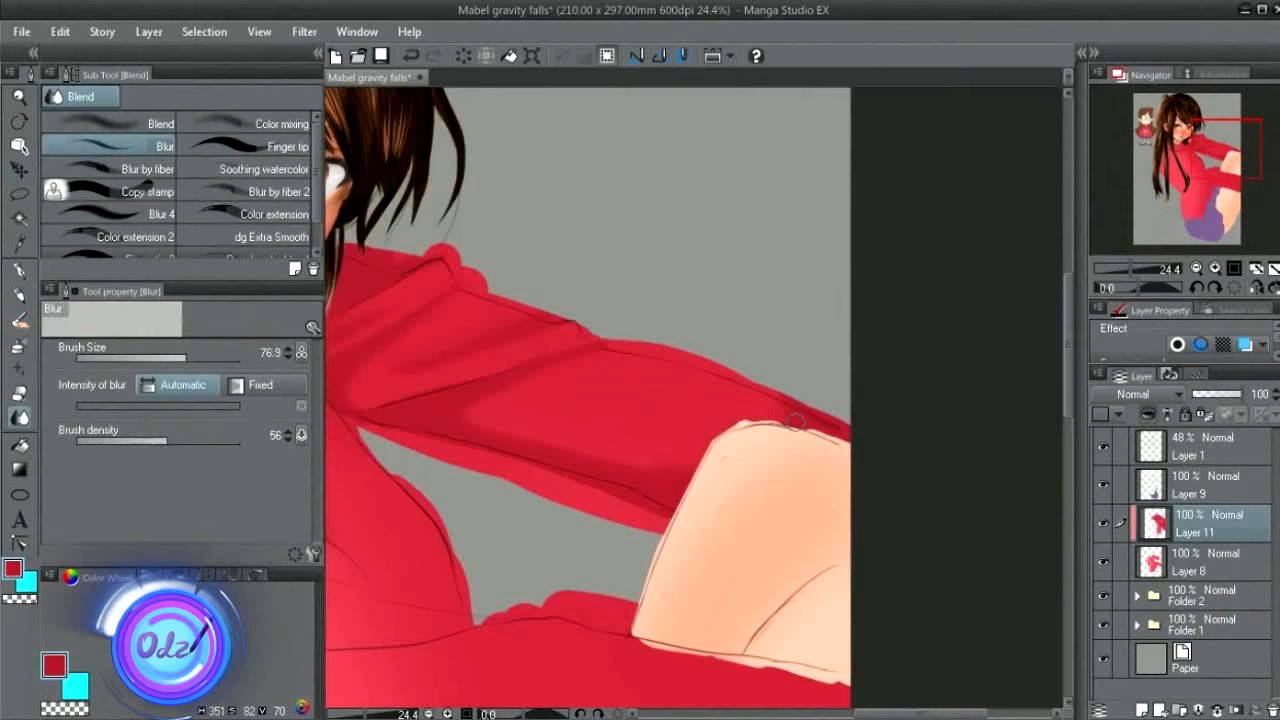 Mabel gravity falls* (210.00 x 297.00mm 600dpi 24.4%) - Manga Studio EX
File Edit Story Layer Selection View Filter Window Help
Sub Tool [Blend]
Mabel gravity falls*
Navigator
Information
Blend
Blend Color mixing
Blur Finger tip
Blur by fiber Soothing watercolor
Copy stamp Blur by fiber 2
Blur 4 Color extension
Color extension 2 dg Extra Smooth
Tool property [Blur]
Blur
Brush Size 76.9
Intensity of blur Automatic Fixed
Brush density 56
Color Wheel
Odz
H 351 S 82 V 70
24.4 0.0
24.4
0.0
Layer Property Search Layer
Effect
Layer
Normal 100
48 % Normal
Layer 1
100 % Normal
Layer 9
100 % Normal
Layer 11
100 % Normal
Layer 8
100 % Normal
Folder 2
100 % Normal
Folder 1
Paper
A